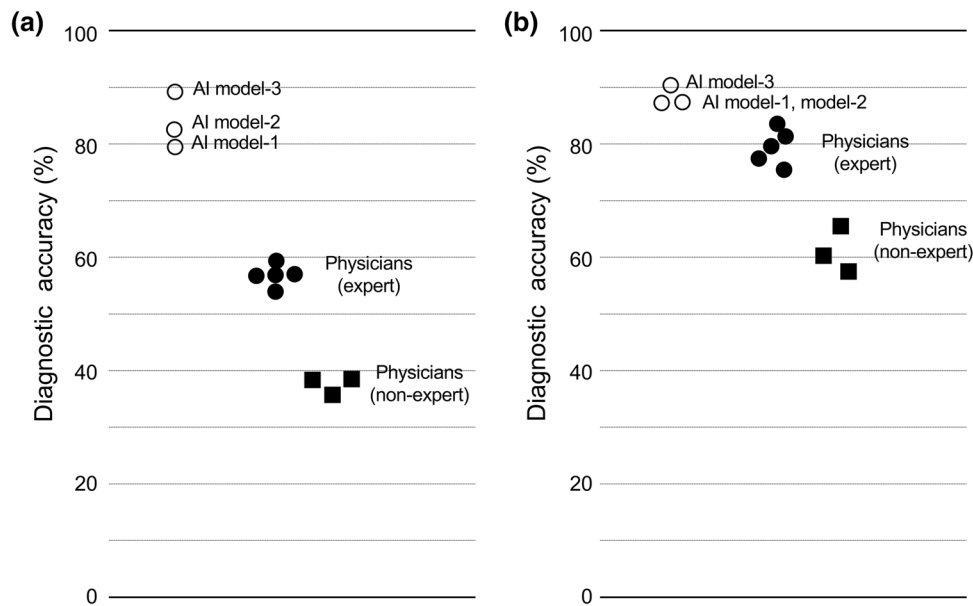 (a)
Diagnostic accuracy (%)
100
80
60
40
20
0
AI model-3
AI model-2
AI model-1
Physicians
(expert)
Physicians
(non-expert)
(b)
Diagnostic accuracy (%)
100
80
60
40
20
0
AI model-3
AI model-1, model-2
Physicians
(expert)
Physicians
(non-expert)